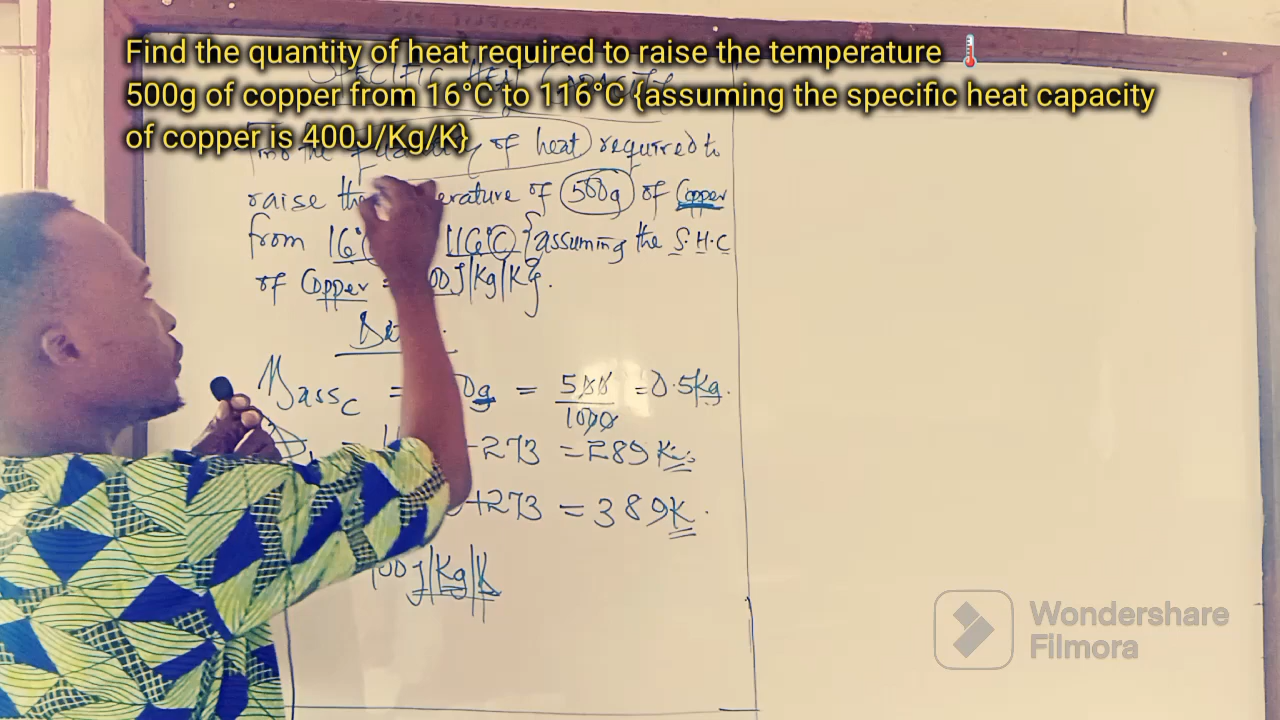 Find the quantity of heat required to raise the temperature 🌡
500g of copper from 16°C to 116°C {assuming the specific heat capacity
of copper is 400J/Kg/K}
of heat required to
raise the erature of 500g of Copper
from 16° 116°C {assuming the S.H.C
of Copper = 00J/Kg/K}.
Mass_C = 0g = 500/1000 = 0.5Kg.
+273 = 289K
+273 = 389K.
00J/Kg/K
Wondershare
Filmora